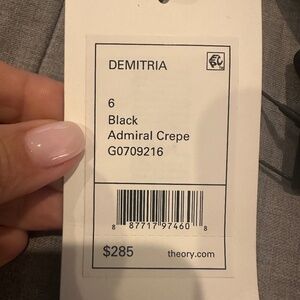 DEMITRIA
6
Black
Admiral Crepe
G0709216
8 87717 97460 8
$285 theory.com